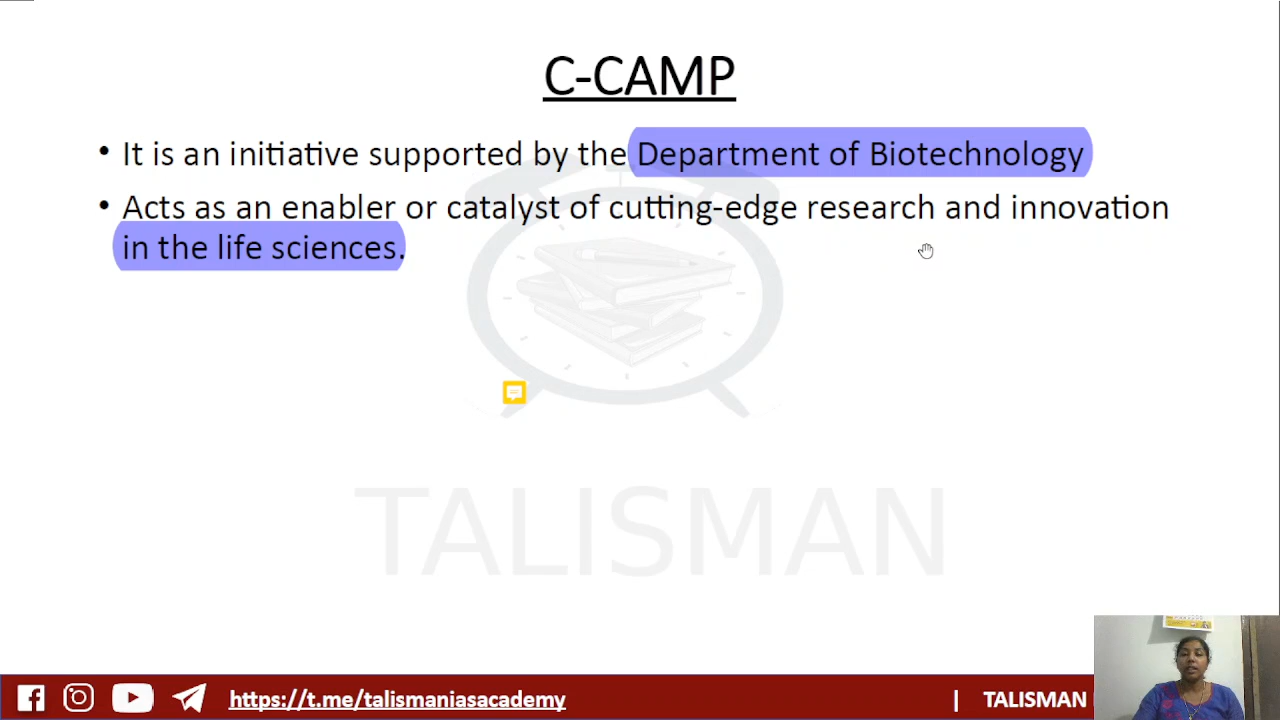 C-CAMP
• It is an initiative supported by the Department of Biotechnology
• Acts as an enabler or catalyst of cutting-edge research and innovation
in the life sciences.
TALISMAN
https://t.me/talismaniasacademy
| TALISMAN